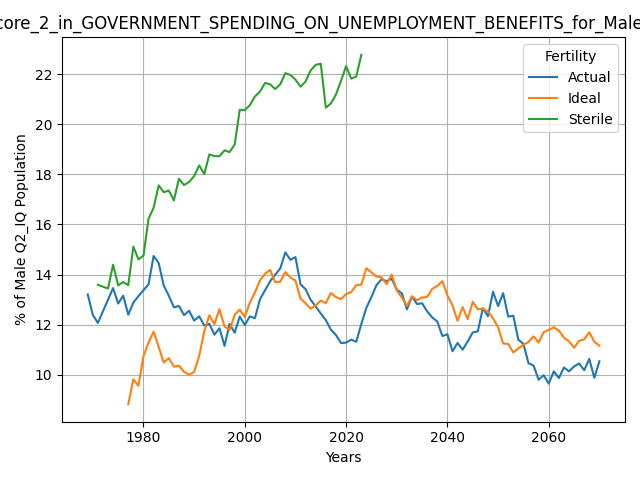 core_2_in_GOVERNMENT_SPENDING_ON_UNEMPLOYMENT_BENEFITS_for_Male
Fertility
Actual
Ideal
Sterile
% of Male Q2_IQ Population
22
20
18
16
14
12
10
1980
2000
2020
2040
2060
Years